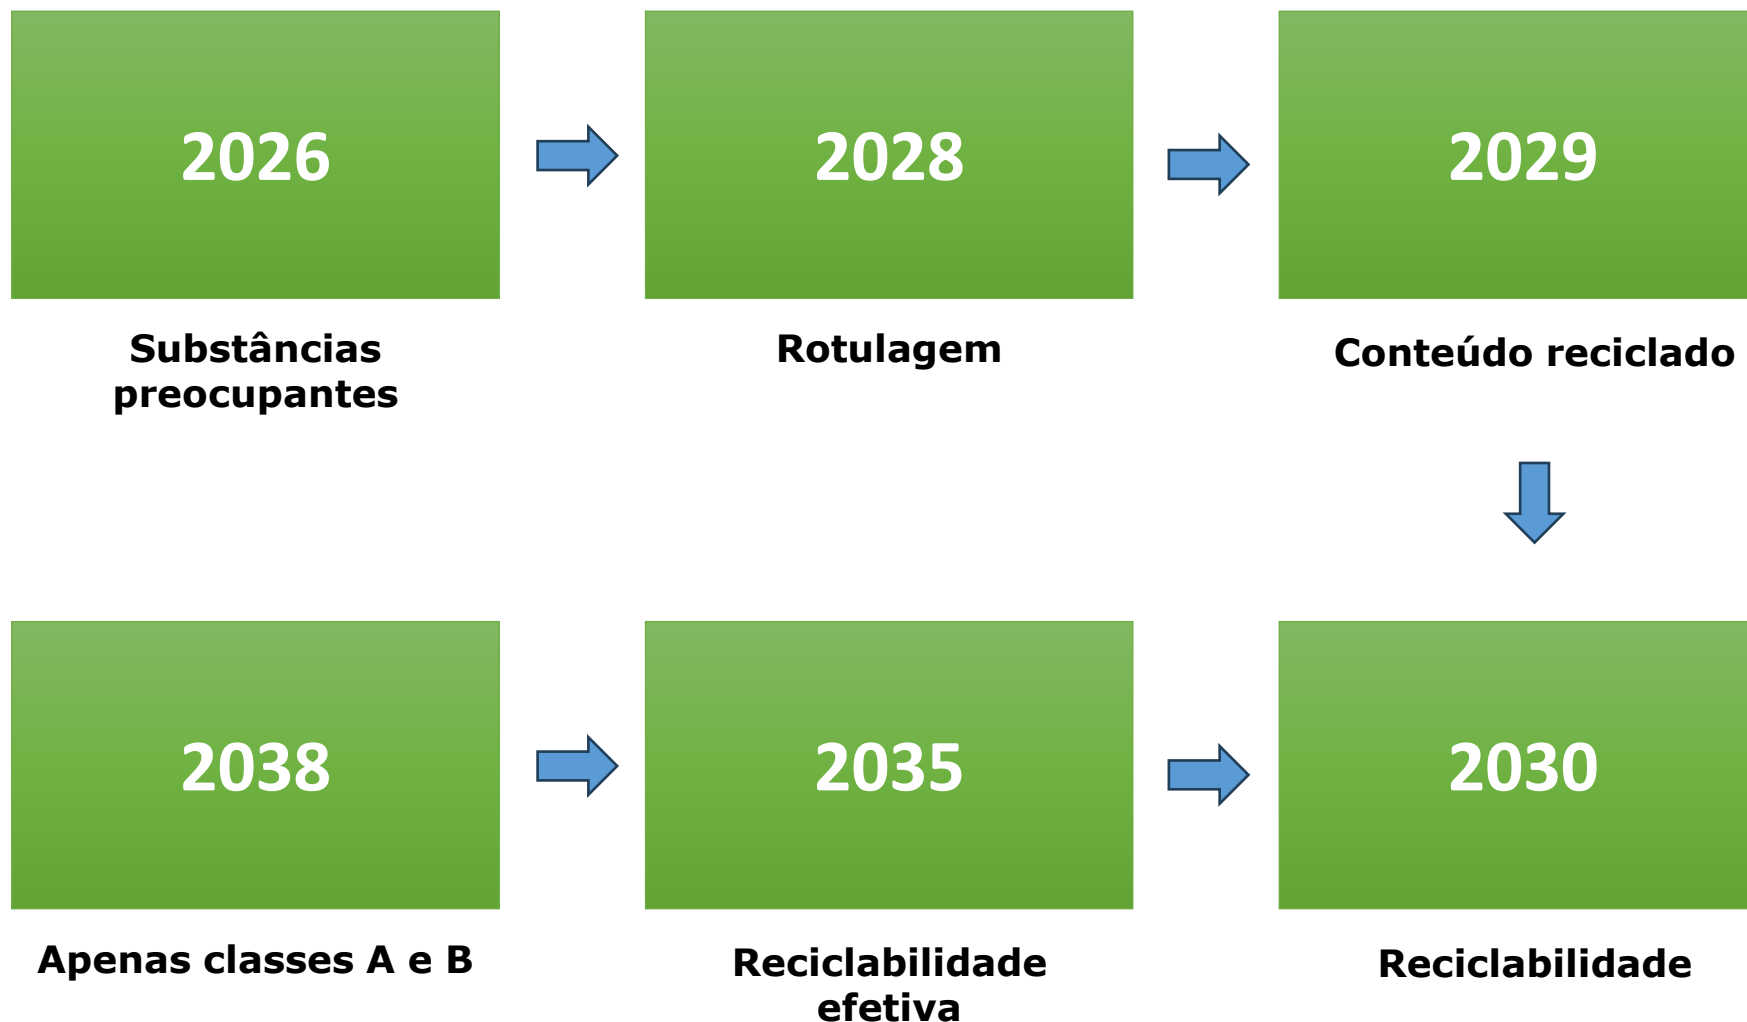 2026
Substâncias
preocupantes
2028
Rotulagem
2029
Conteúdo reciclado
2038
Apenas classes A e B
2035
Reciclabilidade
efetiva
2030
Reciclabilidade